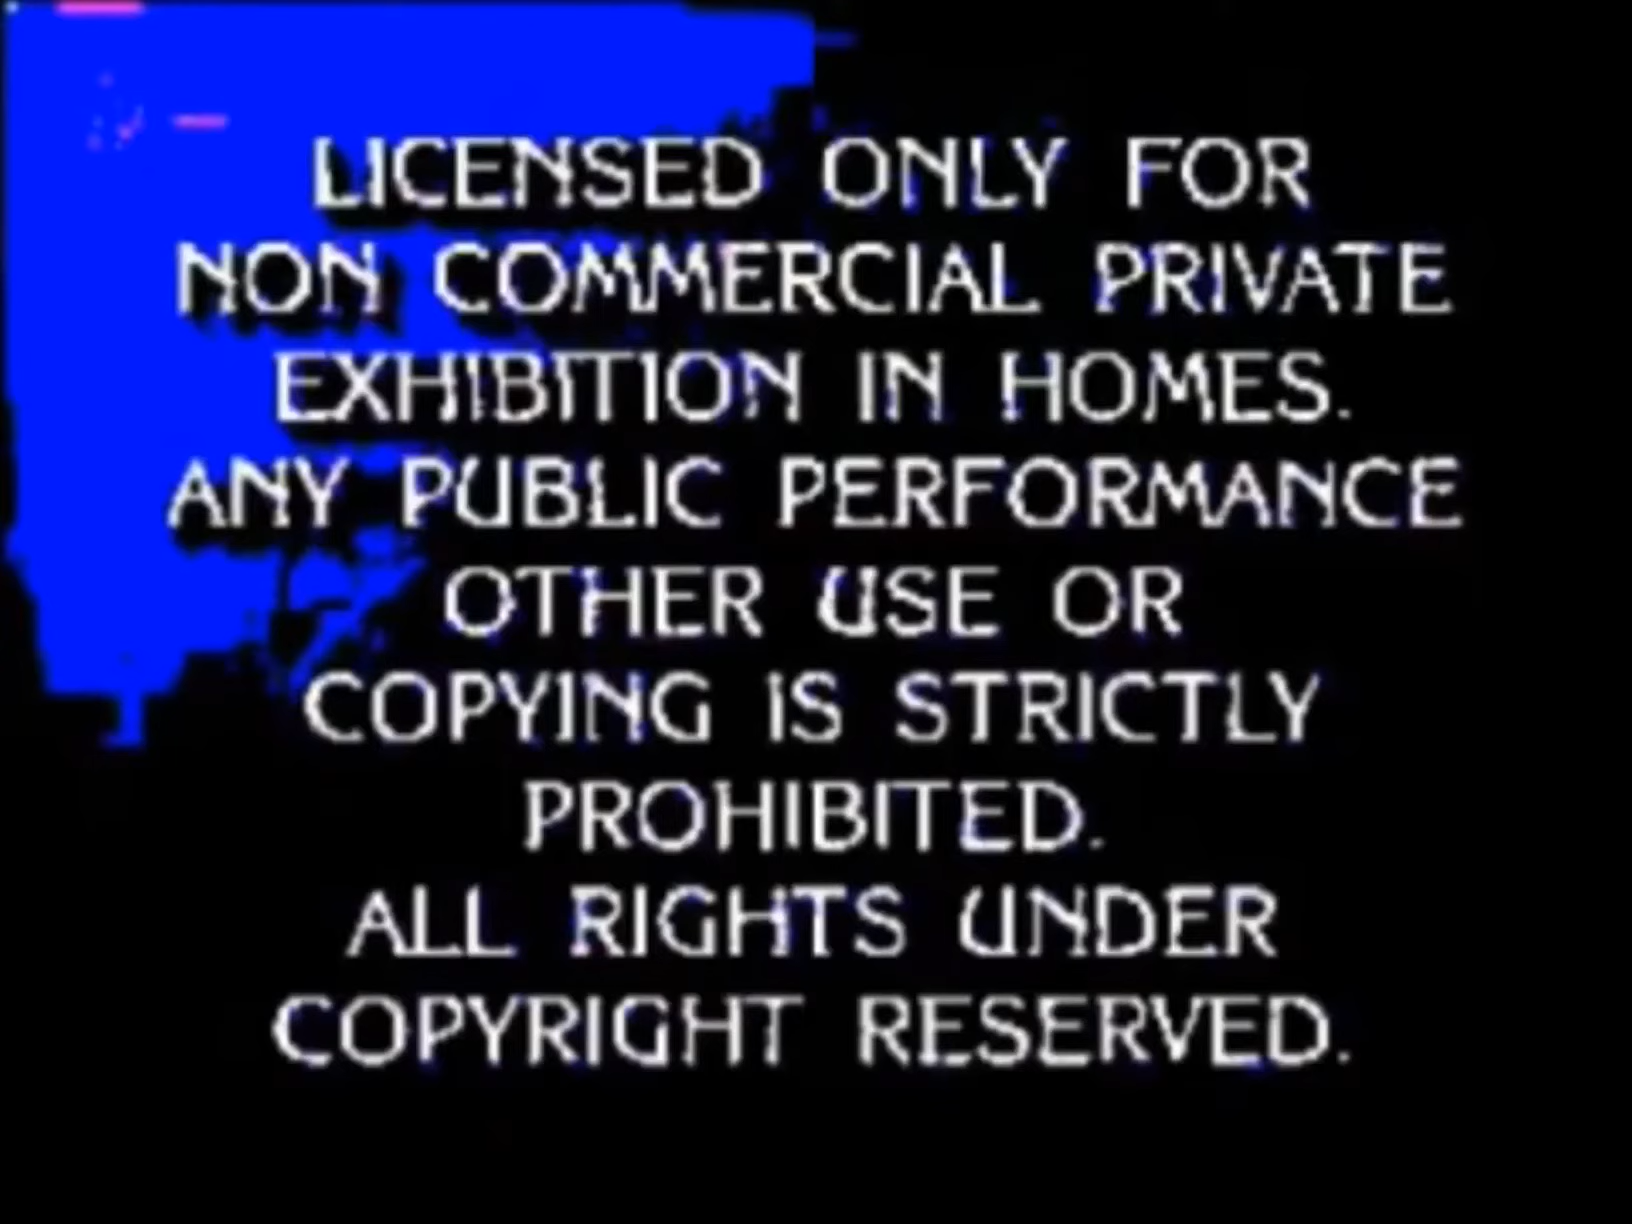 LICENSED ONLY FOR
NON COMMERCIAL PRIVATE
EXHIBITION IN HOMES.
ANY PUBLIC PERFORMANCE
OTHER USE OR
COPYING IS STRICTLY
PROHIBITED.
ALL RIGHTS UNDER
COPYRIGHT RESERVED.